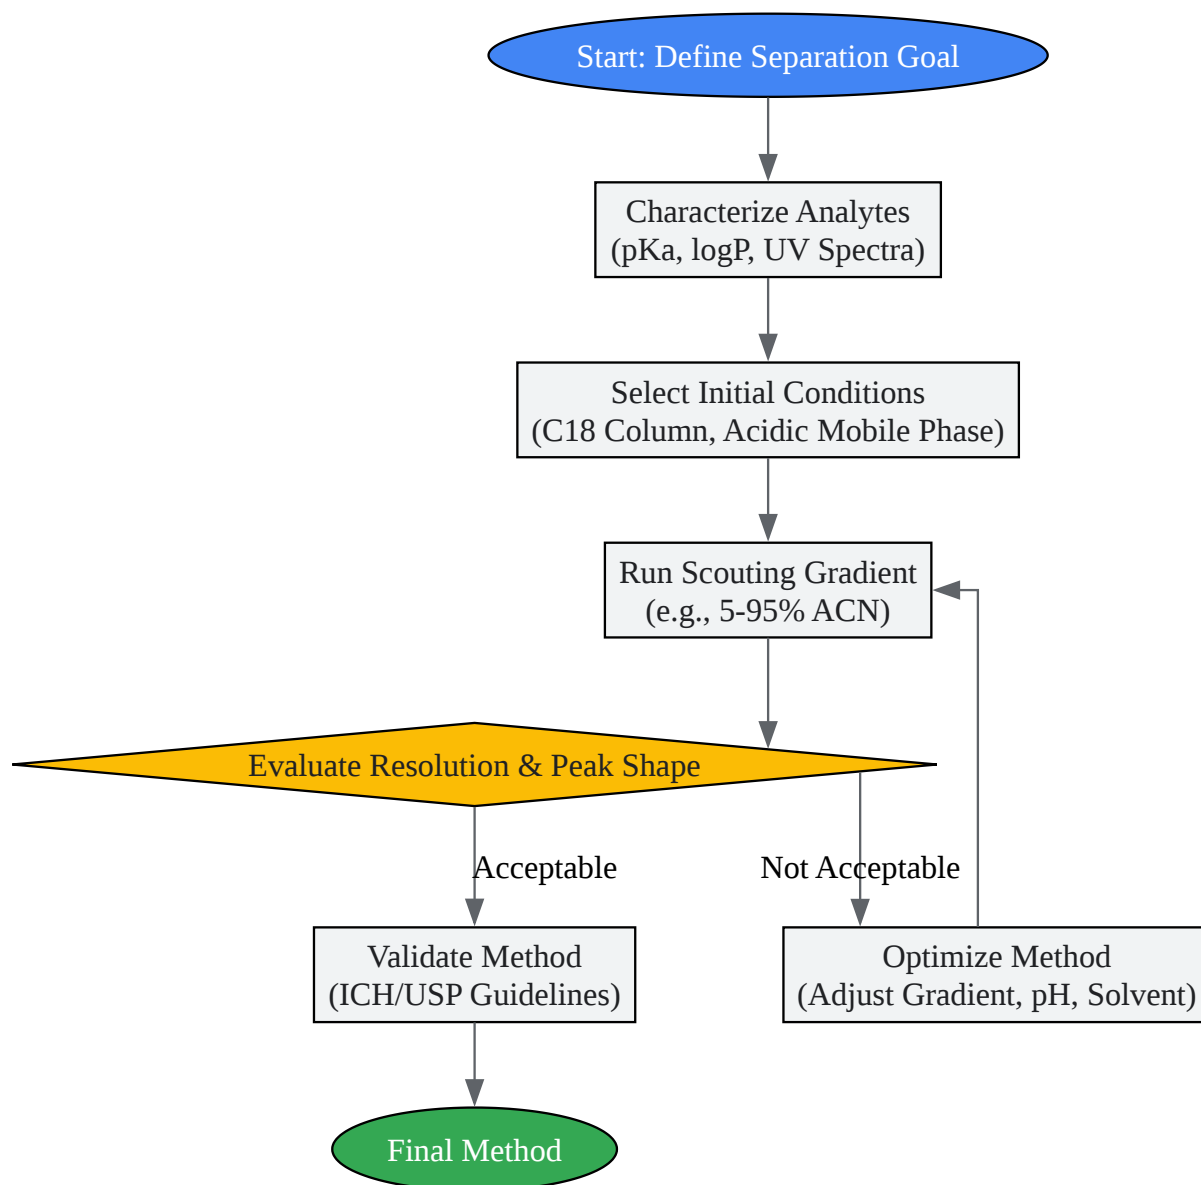 Start: Define Separation Goal
Characterize Analytes
(pKa, logP, UV Spectra)
Select Initial Conditions
(C18 Column, Acidic Mobile Phase)
Run Scouting Gradient
(e.g., 5-95% ACN)
Evaluate Resolution & Peak Shape
Acceptable
Not Acceptable
Validate Method
(ICH/USP Guidelines)
Optimize Method
(Adjust Gradient, pH, Solvent)
Final Method